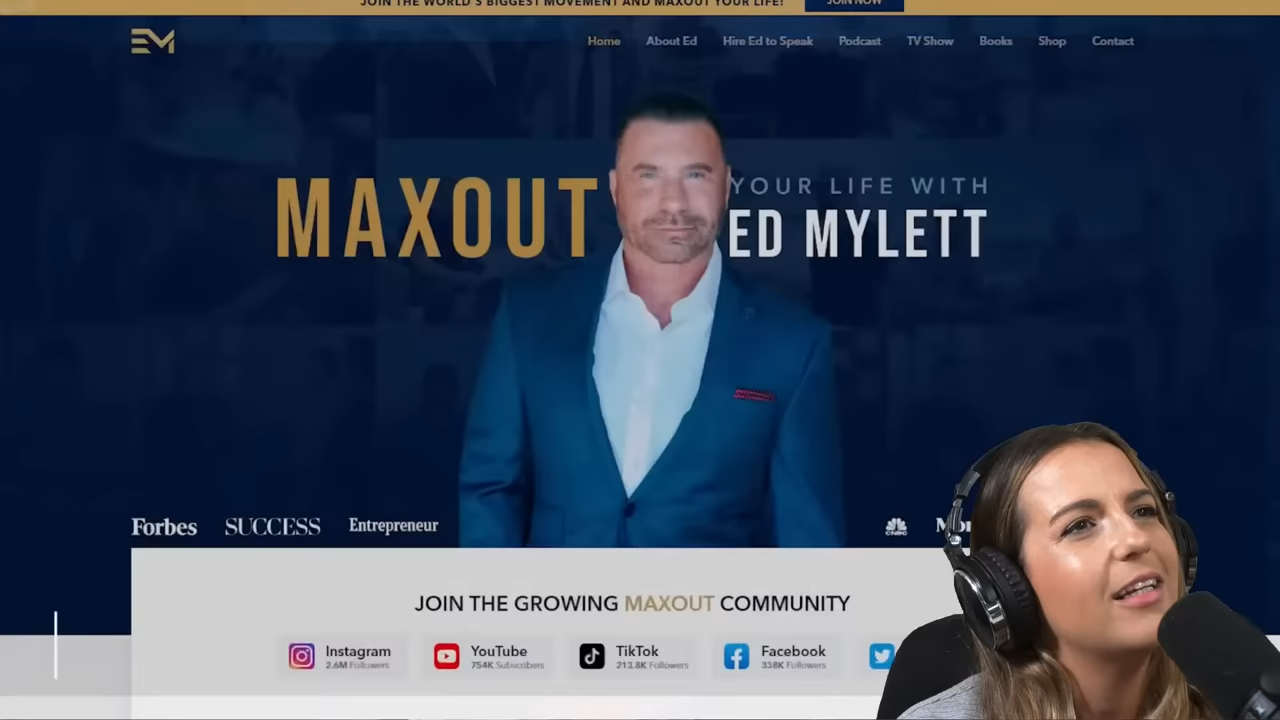 JOIN THE WORLD'S BIGGEST MOVEMENT AND MAXOUT YOUR LIFE! JOIN NOW
EM Home About Ed Hire Ed to Speak Podcast TV Show Books Shop Contact
MAXOUT
YOUR LIFE WITH
ED MYLETT
Forbes SUCCESS Entrepreneur CNBC
JOIN THE GROWING MAXOUT COMMUNITY
Instagram YouTube TikTok Facebook
2.6M Followers 754K Subscribers 213.8K Followers 338K Followers